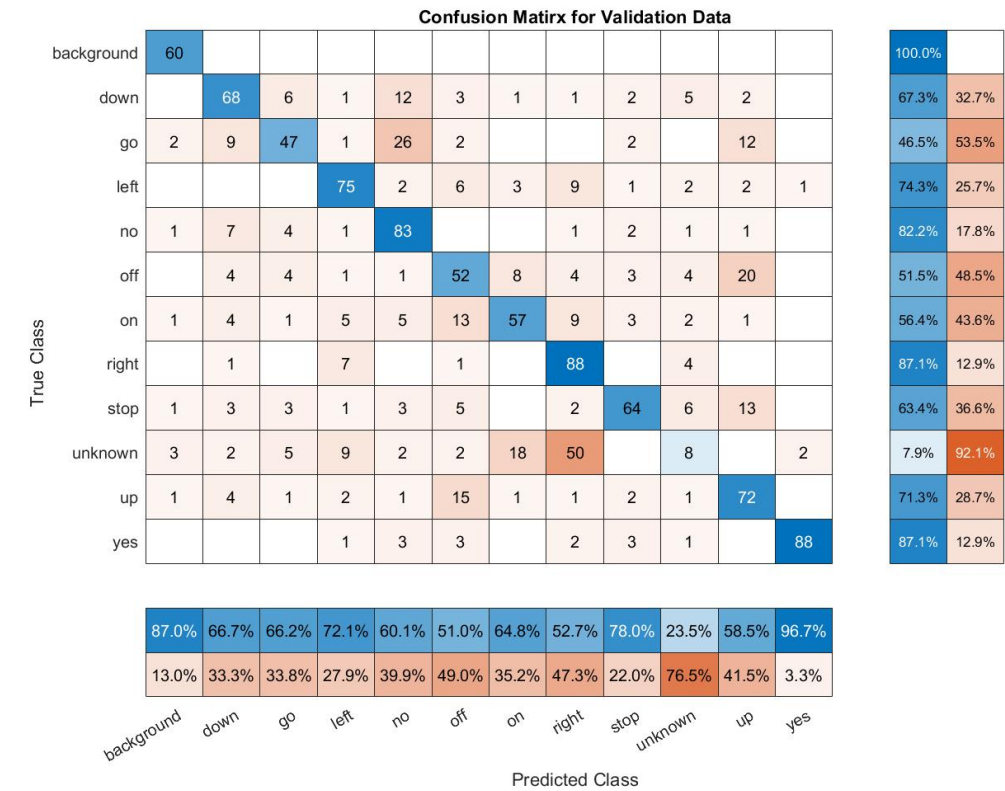 Confusion Matirx for Validation Data
background 60 100.0%
down 68 6 1 12 3 1 1 2 5 2 67.3% 32.7%
go 2 9 47 1 26 2 2 12 46.5% 53.5%
left 75 2 6 3 9 1 2 2 1 74.3% 25.7%
no 1 7 4 1 83 1 2 1 1 82.2% 17.8%
off 4 4 1 1 52 8 4 3 4 20 51.5% 48.5%
on 1 4 1 5 5 13 57 9 3 2 1 56.4% 43.6%
right 1 7 1 88 4 87.1% 12.9%
stop 1 3 3 1 3 5 2 64 6 13 63.4% 36.6%
unknown 3 2 5 9 2 2 18 50 8 2 7.9% 92.1%
up 1 4 1 2 1 15 1 1 2 1 72 71.3% 28.7%
yes 1 3 3 2 3 1 88 87.1% 12.9%
True Class
87.0% 66.7% 66.2% 72.1% 60.1% 51.0% 64.8% 52.7% 78.0% 23.5% 58.5% 96.7%
13.0% 33.3% 33.8% 27.9% 39.9% 49.0% 35.2% 47.3% 22.0% 76.5% 41.5% 3.3%
background down go left no off on right stop unknown up yes
Predicted Class